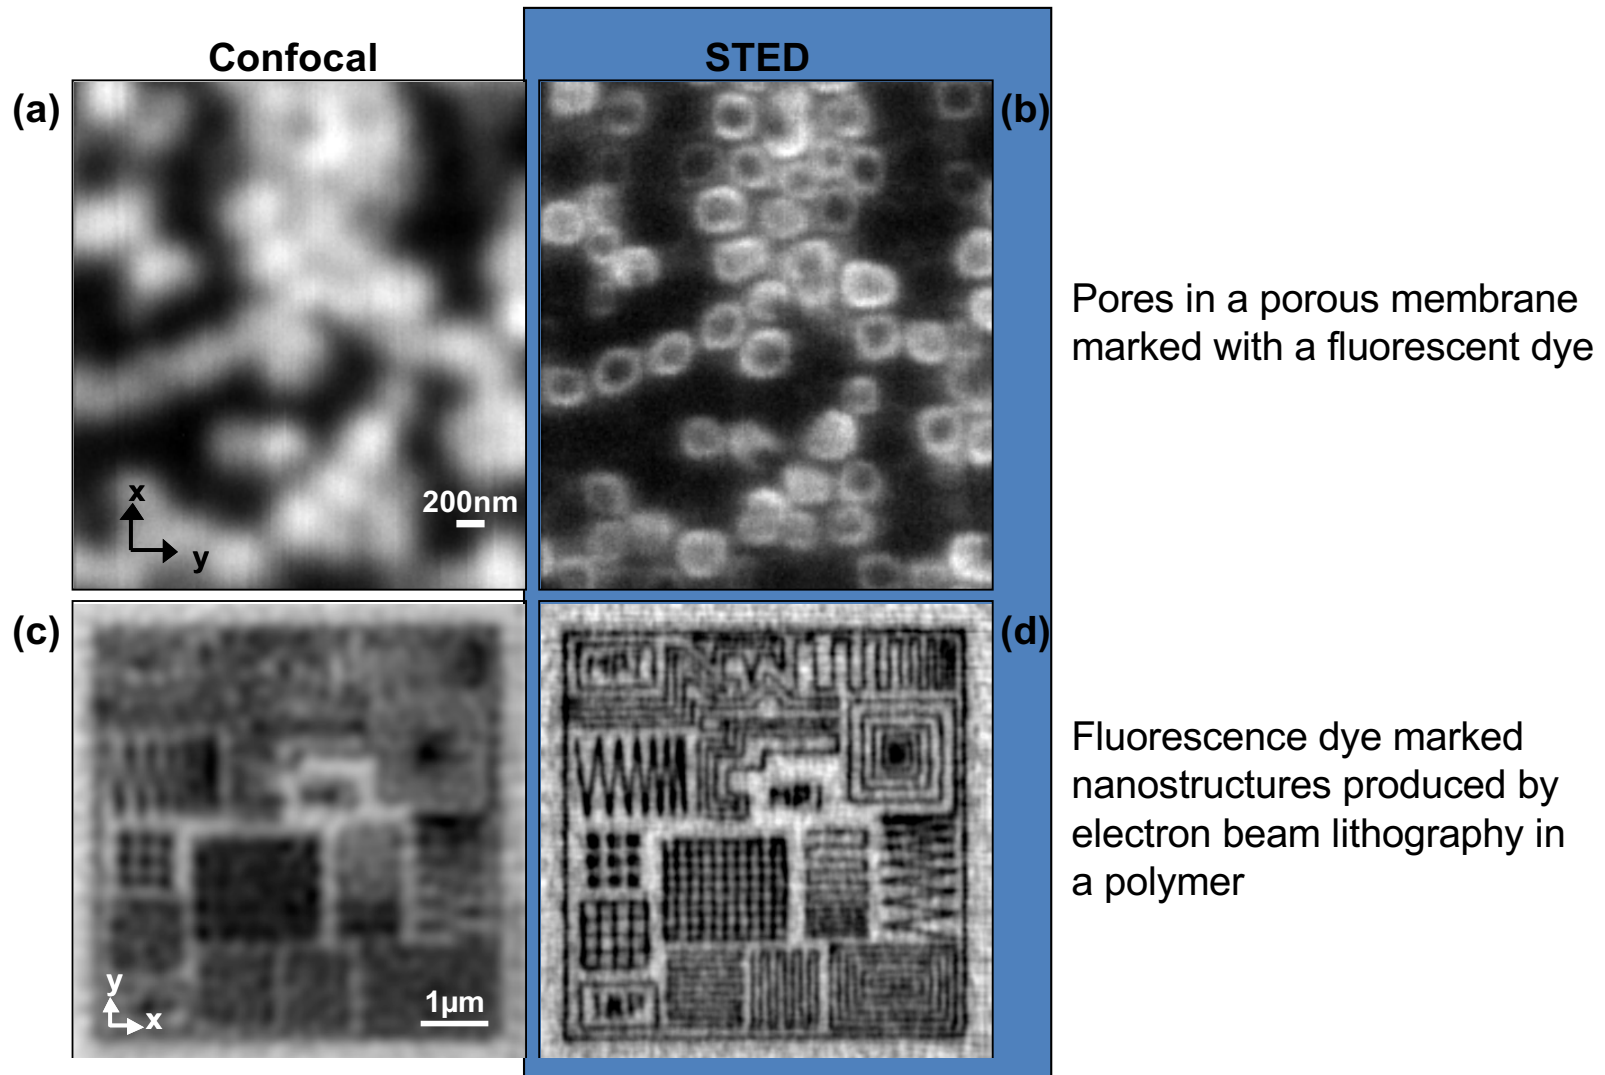 Confocal
STED
(a)
(b)
x
y
200nm
Pores in a porous membrane
marked with a fluorescent dye
(c)
(d)
y
x
1µm
Fluorescence dye marked
nanostructures produced by
electron beam lithography in
a polymer